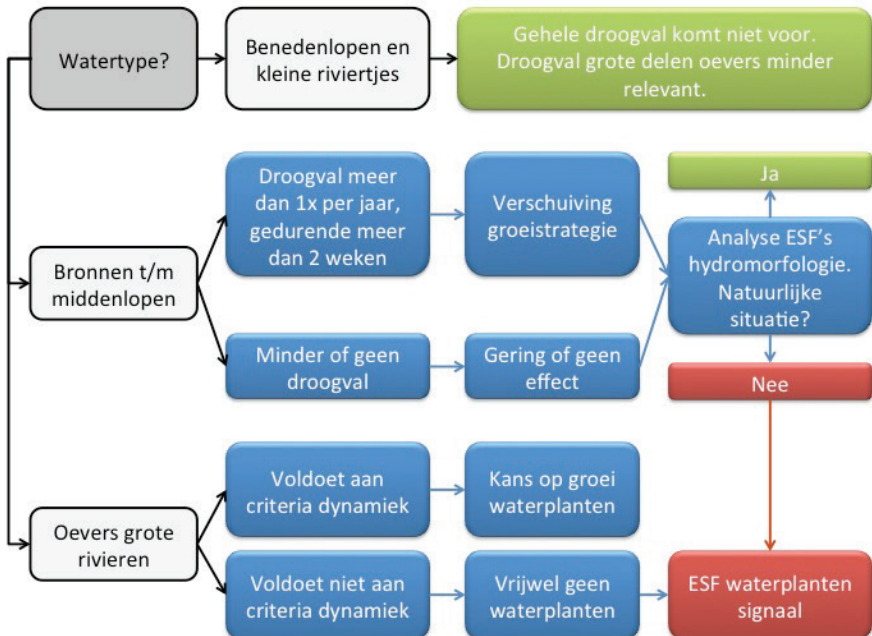 Watertype?
Benedenlopen en
kleine riviertjes
Gehele droogval komt niet voor.
Droogval grote delen oevers minder
relevant.
Bronnen t/m
middenlopen
Droogval meer
dan 1x per jaar,
gedurende meer
dan 2 weken
Verschuiving
groeistrategie
Ja
Analyse ESF's
hydromorfologie.
Natuurlijke
situatie?
Minder of geen
droogval
Gering of geen
effect
Nee
Oevers grote
rivieren
Voldoet aan
criteria dynamiek
Kans op groei
waterplanten
Voldoet niet aan
criteria dynamiek
Vrijwel geen
waterplanten
ESF waterplanten
signaal